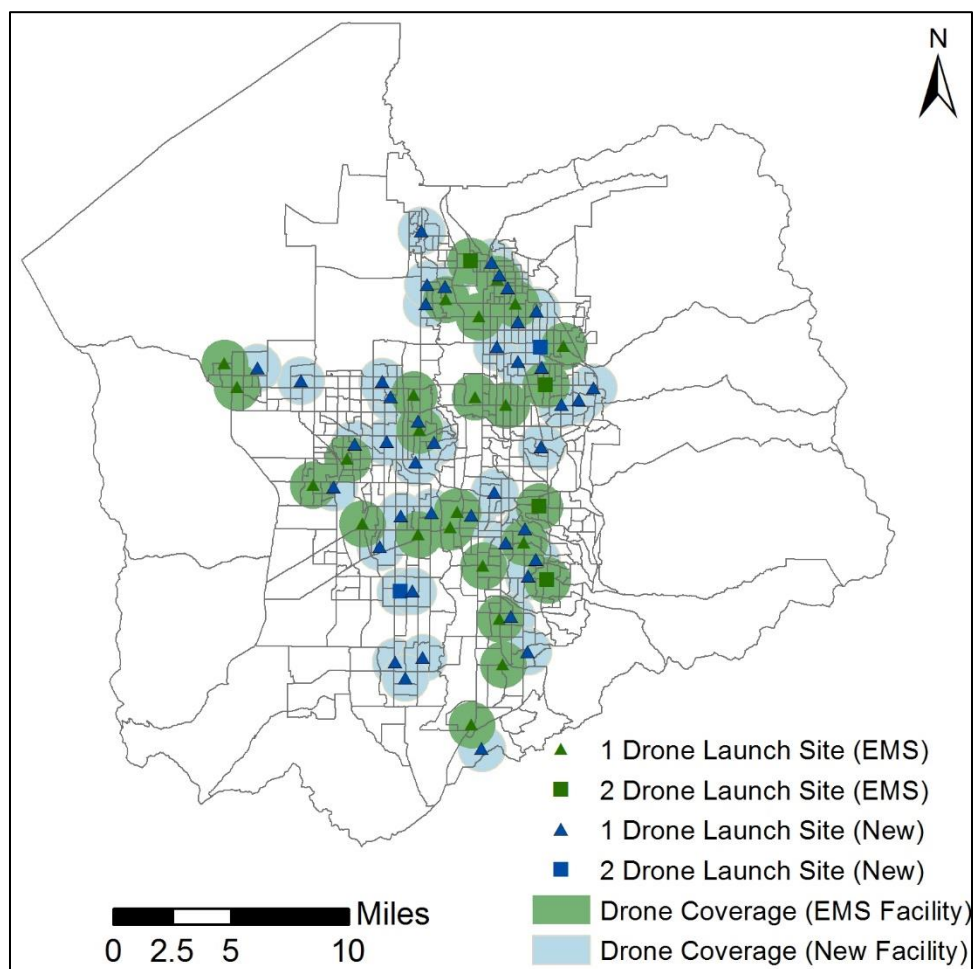 N
1 Drone Launch Site (EMS)
2 Drone Launch Site (EMS)
1 Drone Launch Site (New)
2 Drone Launch Site (New)
Drone Coverage (EMS Facility)
Drone Coverage (New Facility)
Miles
0 2.5 5 10